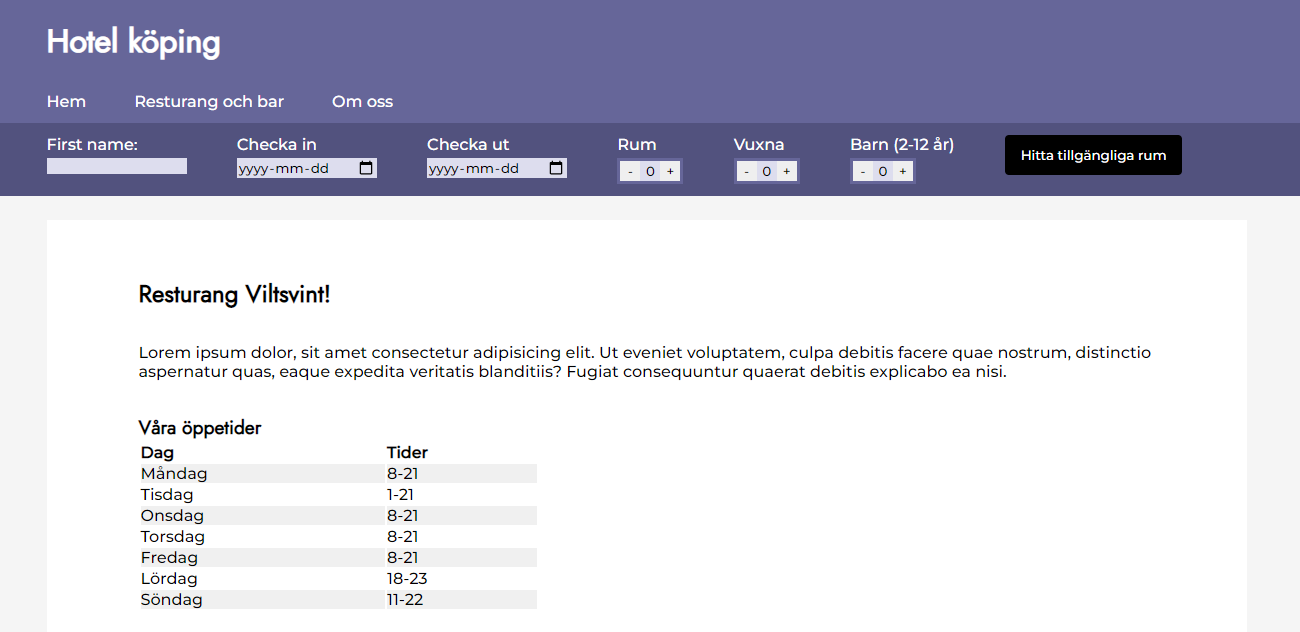 Hotel köping
Hem Resturang och bar Om oss
First name: Checka in Checka ut Rum Vuxna Barn (2-12 år)
yyyy-mm-dd yyyy-mm-dd - 0 + - 0 + - 0 + Hitta tillgängliga rum
Resturang Viltsvint!
Lorem ipsum dolor, sit amet consectetur adipisicing elit. Ut eveniet voluptatem, culpa debitis facere quae nostrum, distinctio
aspernatur quas, eaque expedita veritatis blanditiis? Fugiat consequuntur quaerat debitis explicabo ea nisi.
Våra öppetider
Dag Tider
Måndag 8-21
Tisdag 1-21
Onsdag 8-21
Torsdag 8-21
Fredag 8-21
Lördag 18-23
Söndag 11-22